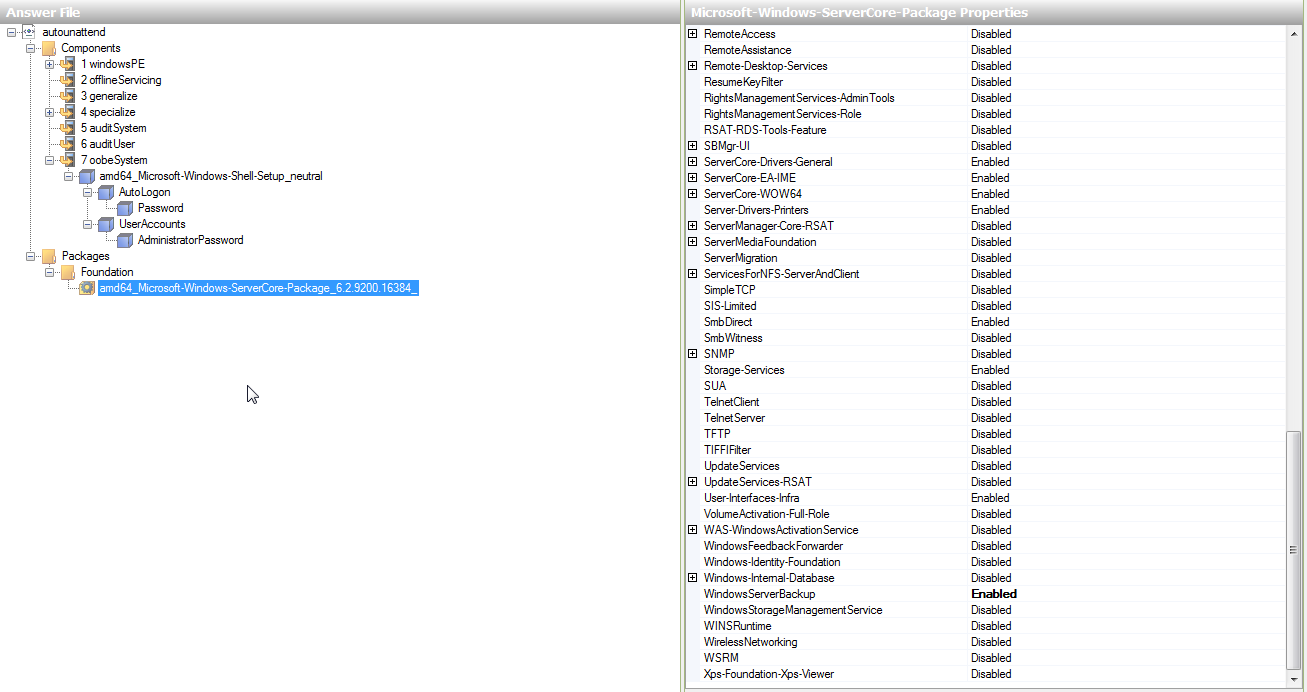 Answer File
autounattend
Components
1 windowsPE
2 offlineServicing
3 generalize
4 specialize
5 auditSystem
6 auditUser
7 oobeSystem
amd64_Microsoft-Windows-Shell-Setup_neutral
AutoLogon
Password
UserAccounts
AdministratorPassword
Packages
Foundation
amd64_Microsoft-Windows-ServerCore-Package_6.2.9200.16384_
Microsoft-Windows-ServerCore-Package Properties
RemoteAccess Disabled
RemoteAssistance Disabled
Remote-Desktop-Services Disabled
ResumeKeyFilter Disabled
RightsManagementServices-AdminTools Disabled
RightsManagementServices-Role Disabled
RSAT-RDS-Tools-Feature Disabled
SBMgr-UI Disabled
ServerCore-Drivers-General Enabled
ServerCore-EA-IME Enabled
ServerCore-WOW64 Enabled
Server-Drivers-Printers Enabled
ServerManager-Core-RSAT Disabled
ServerMediaFoundation Disabled
ServerMigration Disabled
ServicesForNFS-ServerAndClient Disabled
SimpleTCP Disabled
SIS-Limited Disabled
SmbDirect Enabled
SmbWitness Disabled
SNMP Disabled
Storage-Services Enabled
SUA Disabled
TelnetClient Disabled
TelnetServer Disabled
TFTP Disabled
TIFFIFilter Disabled
UpdateServices Disabled
UpdateServices-RSAT Disabled
User-Interfaces-Infra Enabled
VolumeActivation-Full-Role Disabled
WAS-WindowsActivationService Disabled
WindowsFeedbackForwarder Disabled
Windows-Identity-Foundation Disabled
Windows-Internal-Database Disabled
WindowsServerBackup Enabled
WindowsStorageManagementService Disabled
WINSRuntime Disabled
WirelessNetworking Disabled
WSRM Disabled
Xps-Foundation-Xps-Viewer Disabled